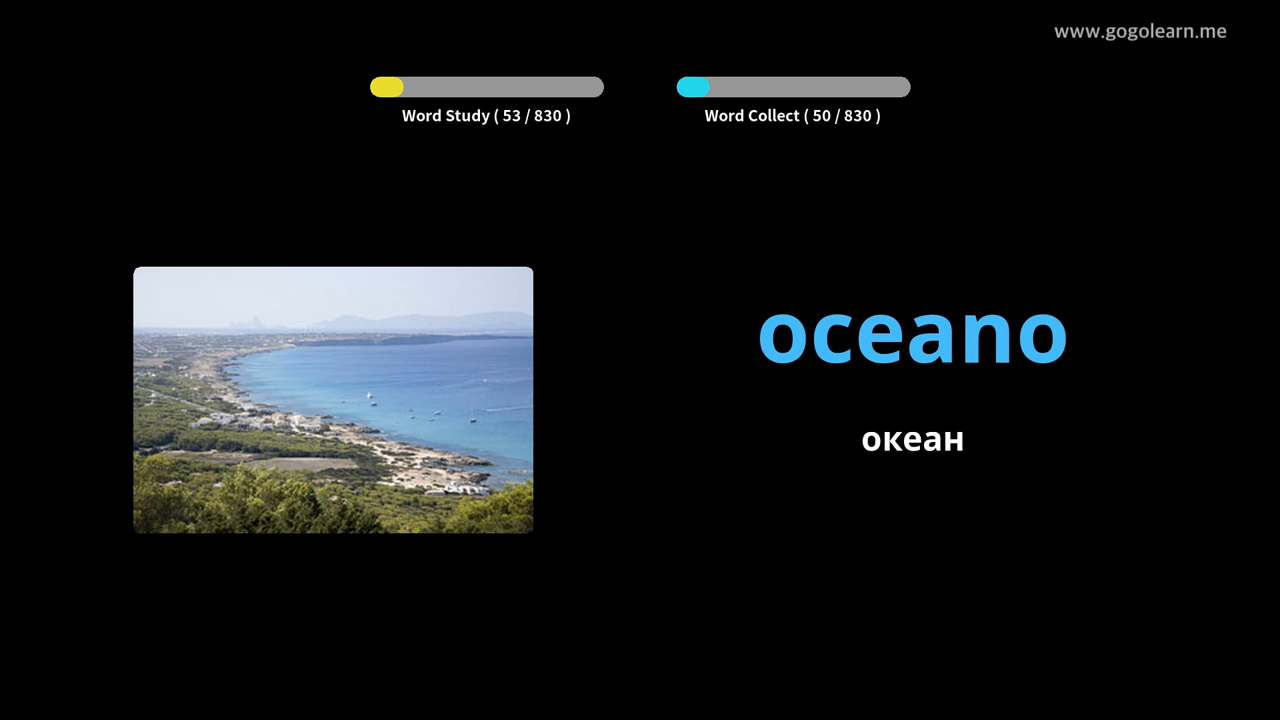 www.gogolearn.me
Word Study ( 53 / 830 )
Word Collect ( 50 / 830 )
oceano
океан